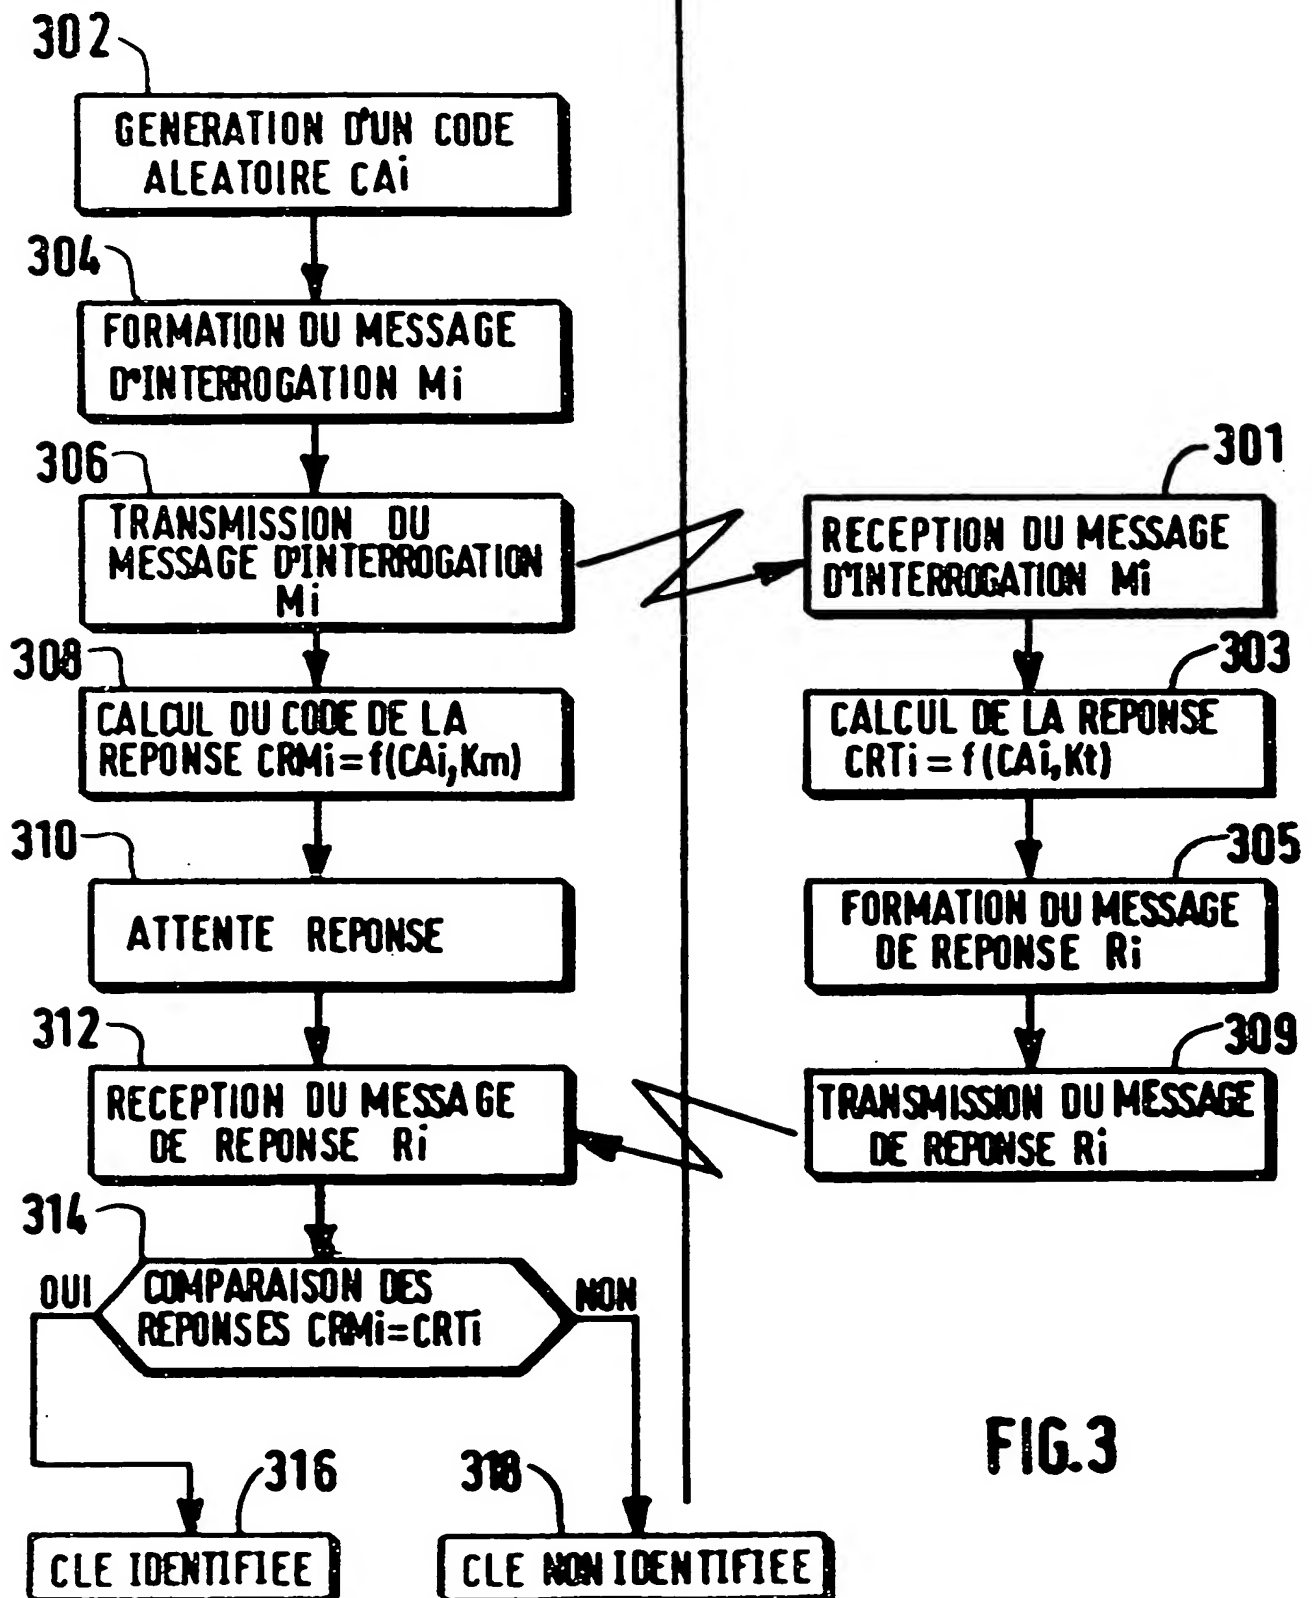 302
GENERATION D'UN CODE
ALEATOIRE CAi
304
FORMATION DU MESSAGE
D'INTERROGATION Mi
306
TRANSMISSION DU
MESSAGE D'INTERROGATION
Mi
301
RECEPTION DU MESSAGE
D'INTERROGATION Mi
308
CALCUL DU CODE DE LA
REPONSE CRMi=f(CAi,Km)
303
CALCUL DE LA REPONSE
CRTi=f(CAi,Kt)
310
ATTENTE REPONSE
305
FORMATION DU MESSAGE
DE REPONSE Ri
312
RECEPTION DU MESSAGE
DE REPONSE Ri
309
TRANSMISSION DU MESSAGE
DE REPONSE Ri
314
OUI
COMPARAISON DES
REPONSES CRMi=CRTi
NON
316
CLE IDENTIFIEE
318
CLE NON IDENTIFIEE
FIG.3